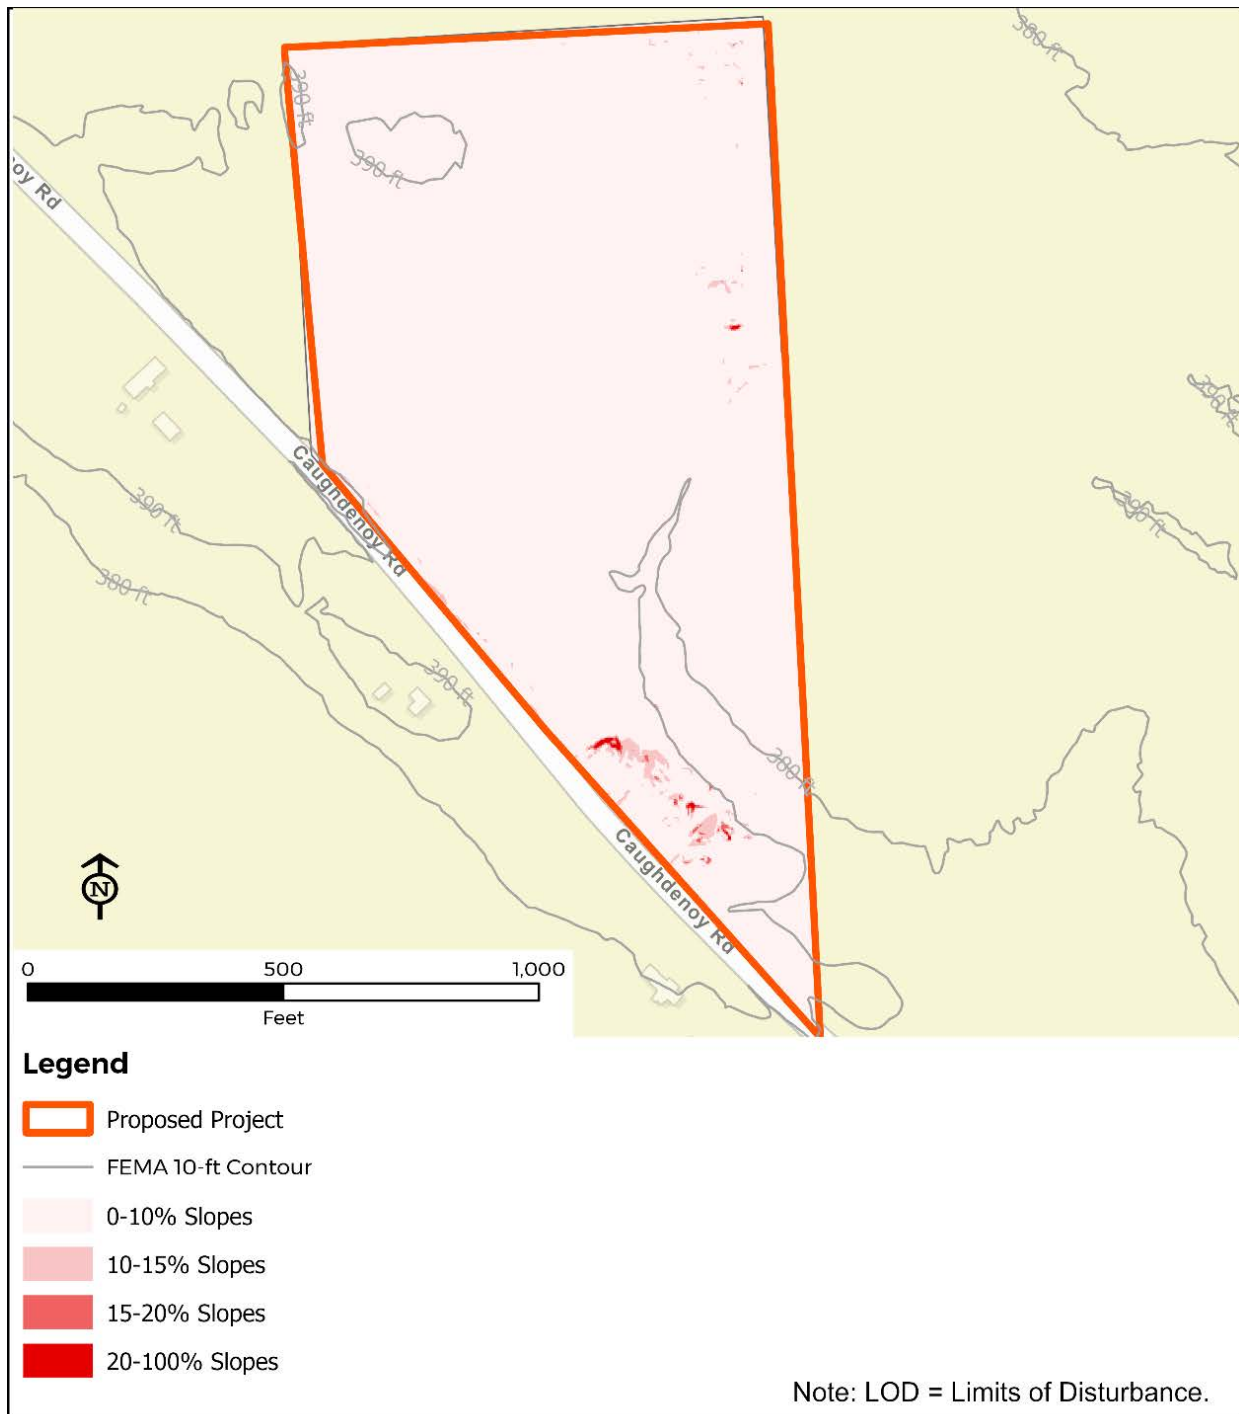 380 ft
390 ft
390 ft
oy Rd
390 ft
Caughdenoy Rd
390 ft
390 ft
380 ft
390 ft
380 ft
Caughdenoy Rd
N
0 500 1,000
Feet
Legend
Proposed Project
FEMA 10-ft Contour
0-10% Slopes
10-15% Slopes
15-20% Slopes
20-100% Slopes
Note: LOD = Limits of Disturbance.